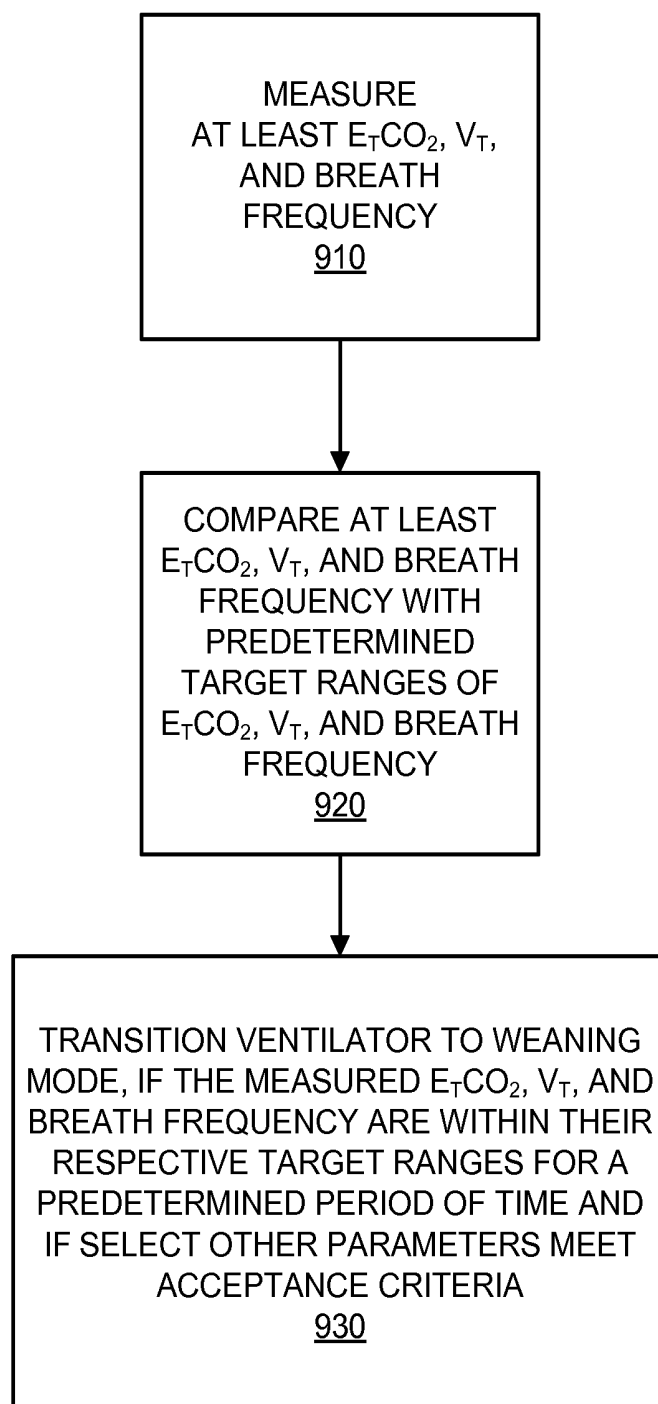 MEASURE
AT LEAST EₜCO₂, Vₜ,
AND BREATH
FREQUENCY
910
COMPARE AT LEAST
EₜCO₂, Vₜ, AND BREATH
FREQUENCY WITH
PREDETERMINED
TARGET RANGES OF
EₜCO₂, Vₜ, AND BREATH
FREQUENCY
920
TRANSITION VENTILATOR TO WEANING
MODE, IF THE MEASURED EₜCO₂, Vₜ, AND
BREATH FREQUENCY ARE WITHIN THEIR
RESPECTIVE TARGET RANGES FOR A
PREDETERMINED PERIOD OF TIME AND
IF SELECT OTHER PARAMETERS MEET
ACCEPTANCE CRITERIA
930